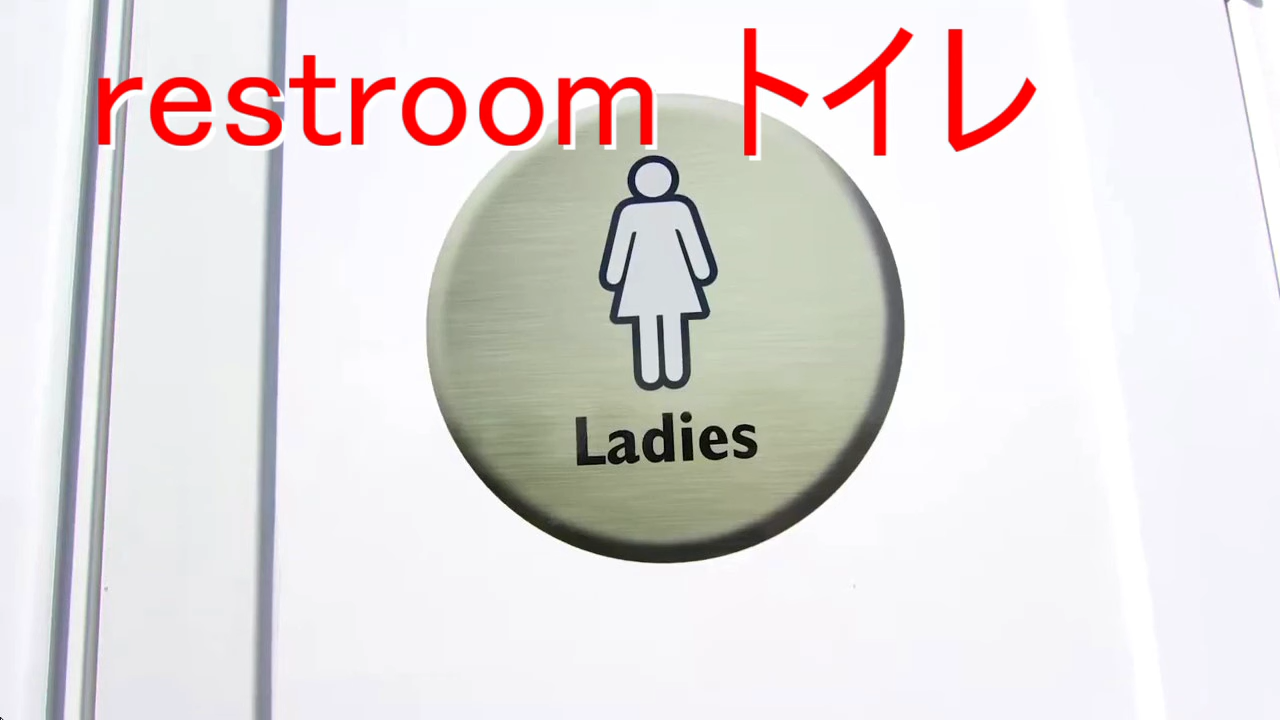 restroom トイレ
Ladies